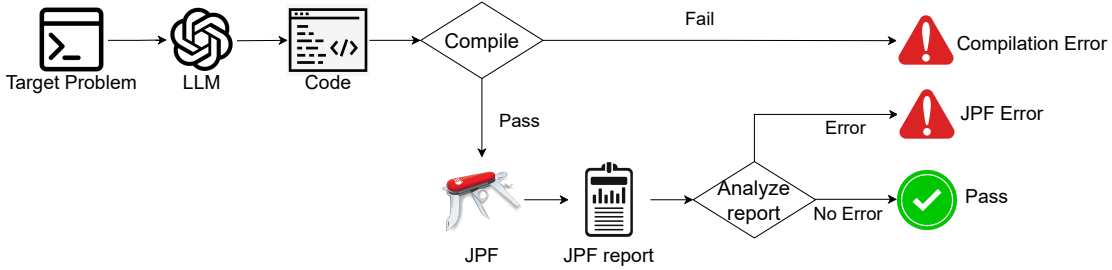 Target Problem
LLM
Code
Compile
Fail
Compilation Error
Pass
JPF
JPF report
Analyze
report
Error
JPF Error
No Error
Pass